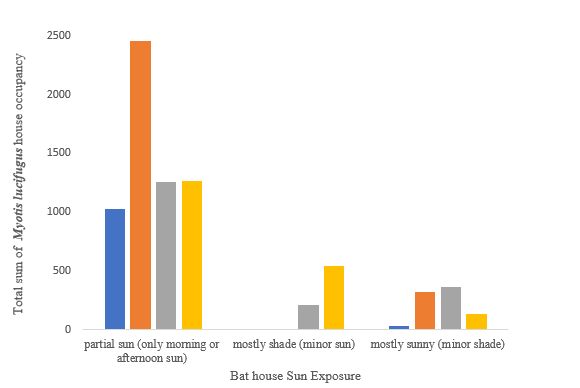 2500
2000
1500
1000
500
0
Total sum of Myotis lucifugus house occupancy
partial sun (only morning or
afternoon sun)
mostly shade (minor sun)
mostly sunny (minor shade)
Bat house Sun Exposure